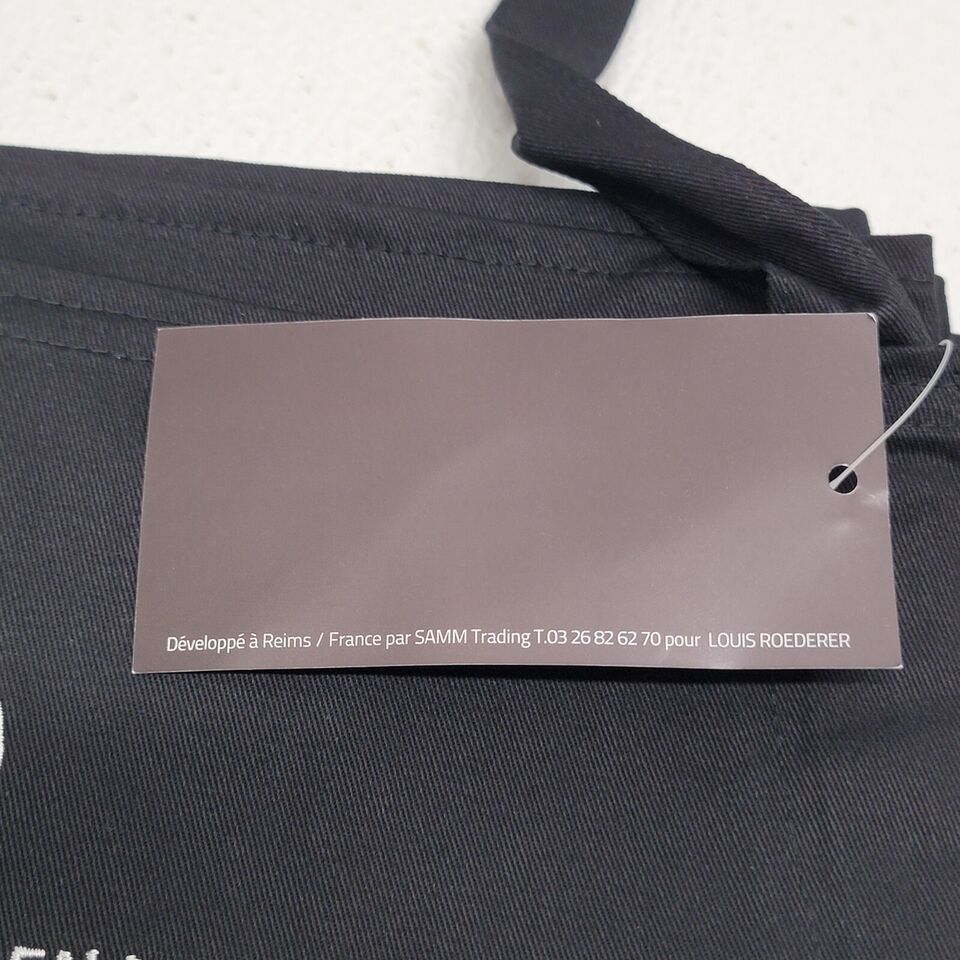 Développé à Reims / France par SAMM Trading T.03 26 82 62 70 pour LOUIS ROEDERER